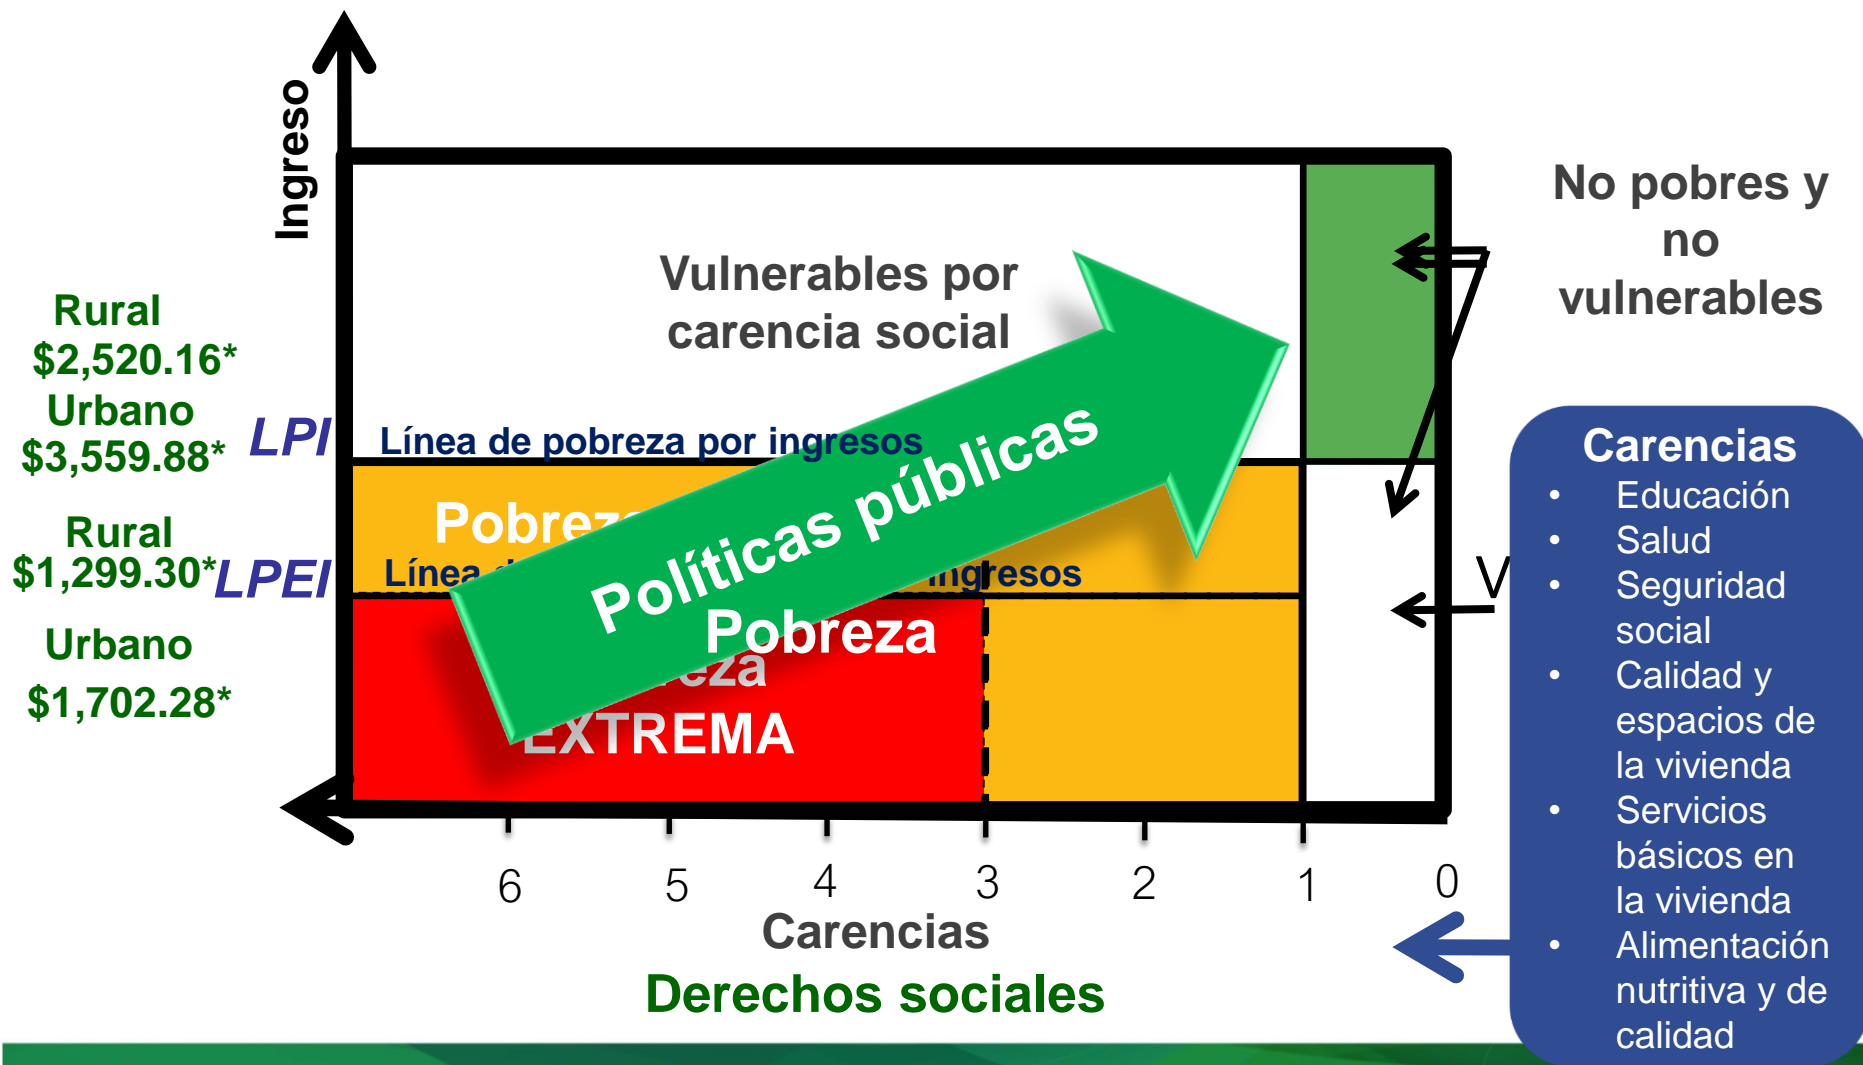 Ingreso
Vulnerables por
carencia social
No pobres y
no
vulnerables
Rural
$2,520.16*
Urbano
$3,559.88*
LPI
Línea de pobreza por ingresos
Rural
$1,299.30*
LPEI
Urbano
$1,702.28*
Políticas públicas
ingresos
Pobreza
EXTREMA
6 5 4 3 2 1 0
Carencias
Derechos sociales
Carencias
• Educación
• Salud
• Seguridad
social
• Calidad y
espacios de
la vivienda
• Servicios
básicos en
la vivienda
• Alimentación
nutritiva y de
calidad